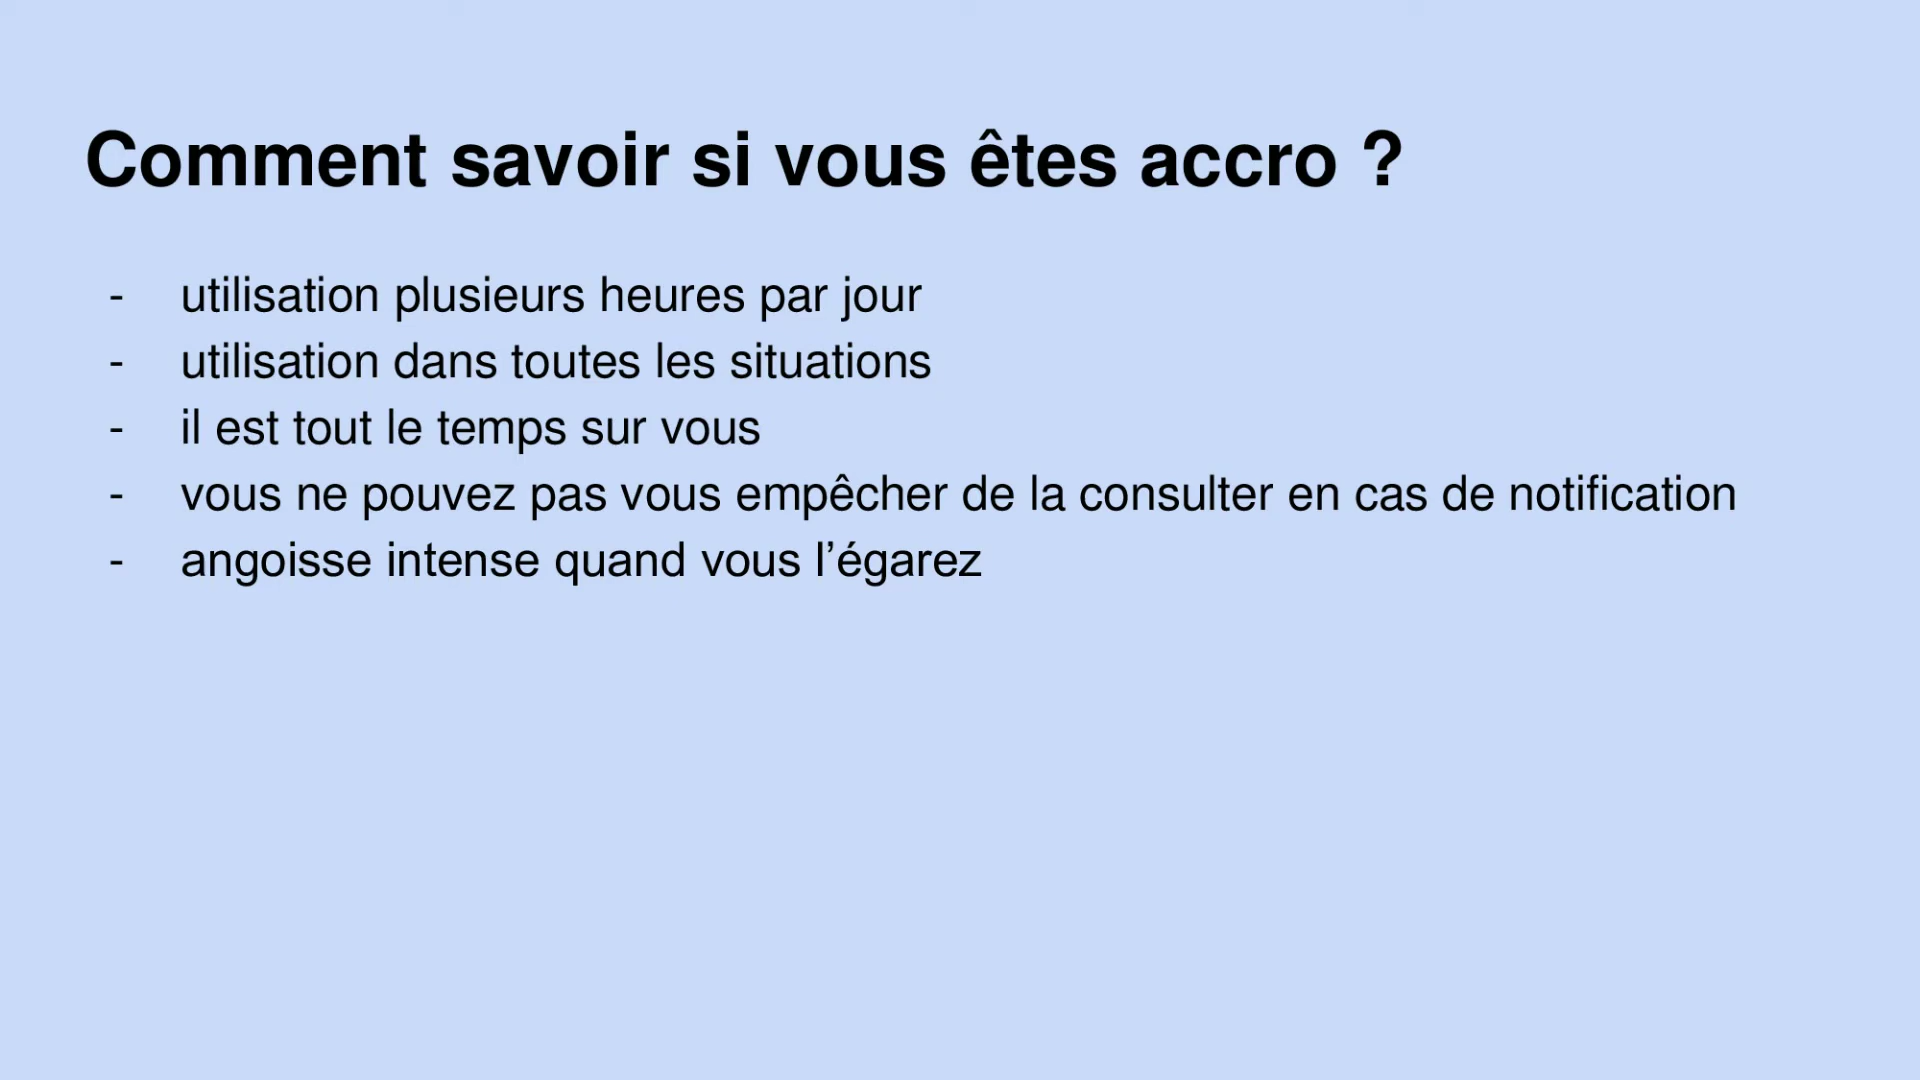 Comment savoir si vous êtes accro ?
- utilisation plusieurs heures par jour
- utilisation dans toutes les situations
- il est tout le temps sur vous
- vous ne pouvez pas vous empêcher de la consulter en cas de notification
- angoisse intense quand vous l’égarez